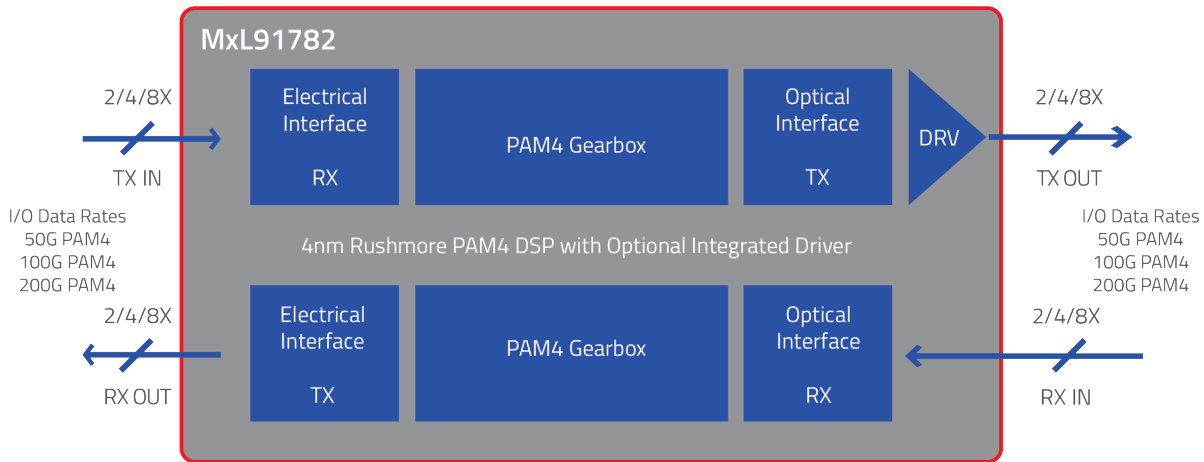 MxL91782
2/4/8X
TX IN
Electrical
Interface
RX
PAM4 Gearbox
Optical
Interface
TX
DRV
2/4/8X
TX OUT
I/O Data Rates
50G PAM4
100G PAM4
200G PAM4
4nm Rushmore PAM4 DSP with Optional Integrated Driver
I/O Data Rates
50G PAM4
100G PAM4
200G PAM4
2/4/8X
RX OUT
Electrical
Interface
TX
PAM4 Gearbox
Optical
Interface
RX
2/4/8X
RX IN